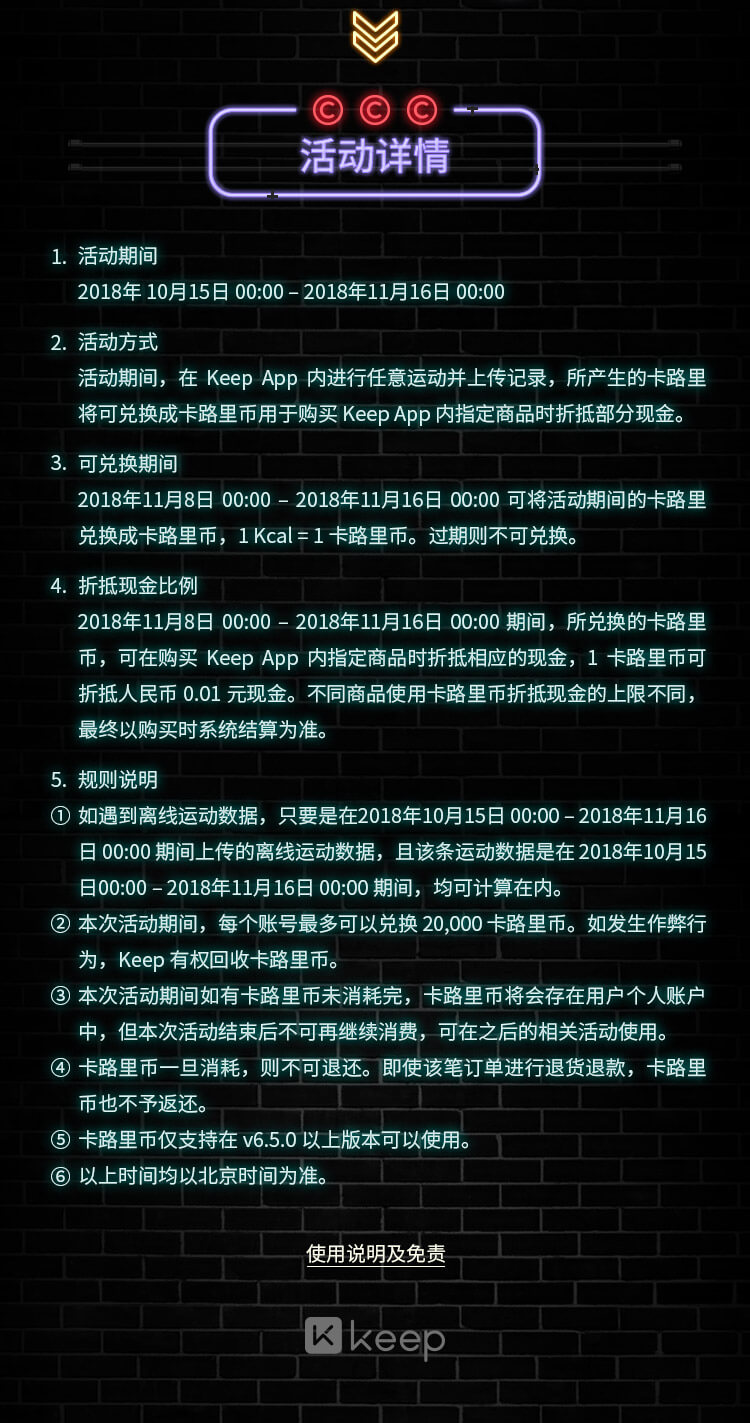 C C C
活动详情
1. 活动期间
2018年 10月15日 00:00 – 2018年11月16日 00:00
2. 活动方式
活动期间，在 Keep App 内进行任意运动并上传记录，所产生的卡路里
将可兑换成卡路里币用于购买 Keep App 内指定商品时折抵部分现金。
3. 可兑换期间
2018年11月8日 00:00 – 2018年11月16日 00:00 可将活动期间的卡路里
兑换成卡路里币，1 Kcal = 1 卡路里币。过期则不可兑换。
4. 折抵现金比例
2018年11月8日 00:00 – 2018年11月16日 00:00 期间，所兑换的卡路里
币，可在购买 Keep App 内指定商品时折抵相应的现金，1 卡路里币可
折抵人民币 0.01 元现金。不同商品使用卡路里币折抵现金的上限不同，
最终以购买时系统结算为准。
5. 规则说明
① 如遇到离线运动数据，只要是在2018年10月15日 00:00 – 2018年11月16
日 00:00 期间上传的离线运动数据，且该条运动数据是在 2018年10月15
日00:00 – 2018年11月16日 00:00 期间，均可计算在内。
② 本次活动期间，每个账号最多可以兑换 20,000 卡路里币。如发生作弊行
为，Keep 有权回收卡路里币。
③ 本次活动期间如有卡路里币未消耗完，卡路里币将会存在用户个人账户
中，但本次活动结束后不可再继续消费，可在之后的相关活动使用。
④ 卡路里币一旦消耗，则不可退还。即使该笔订单进行退货退款，卡路里
币也不予返还。
⑤ 卡路里币仅支持在 v6.5.0 以上版本可以使用。
⑥ 以上时间均以北京时间为准。
使用说明及免责
keep